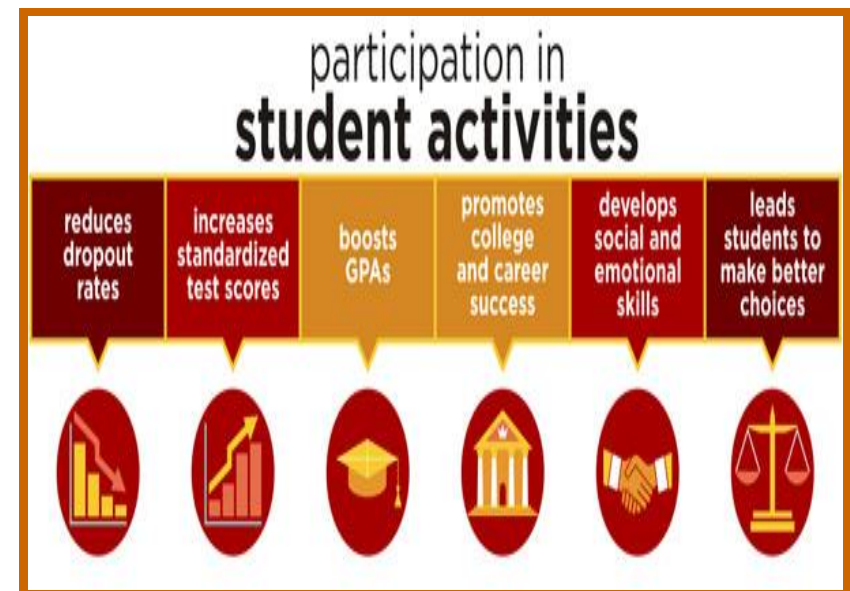 participation in
student activities
reduces
dropout
rates
increases
standardized
test scores
boosts
GPAs
promotes
college
and career
success
develops
social and
emotional
skills
leads
students to
make better
choices